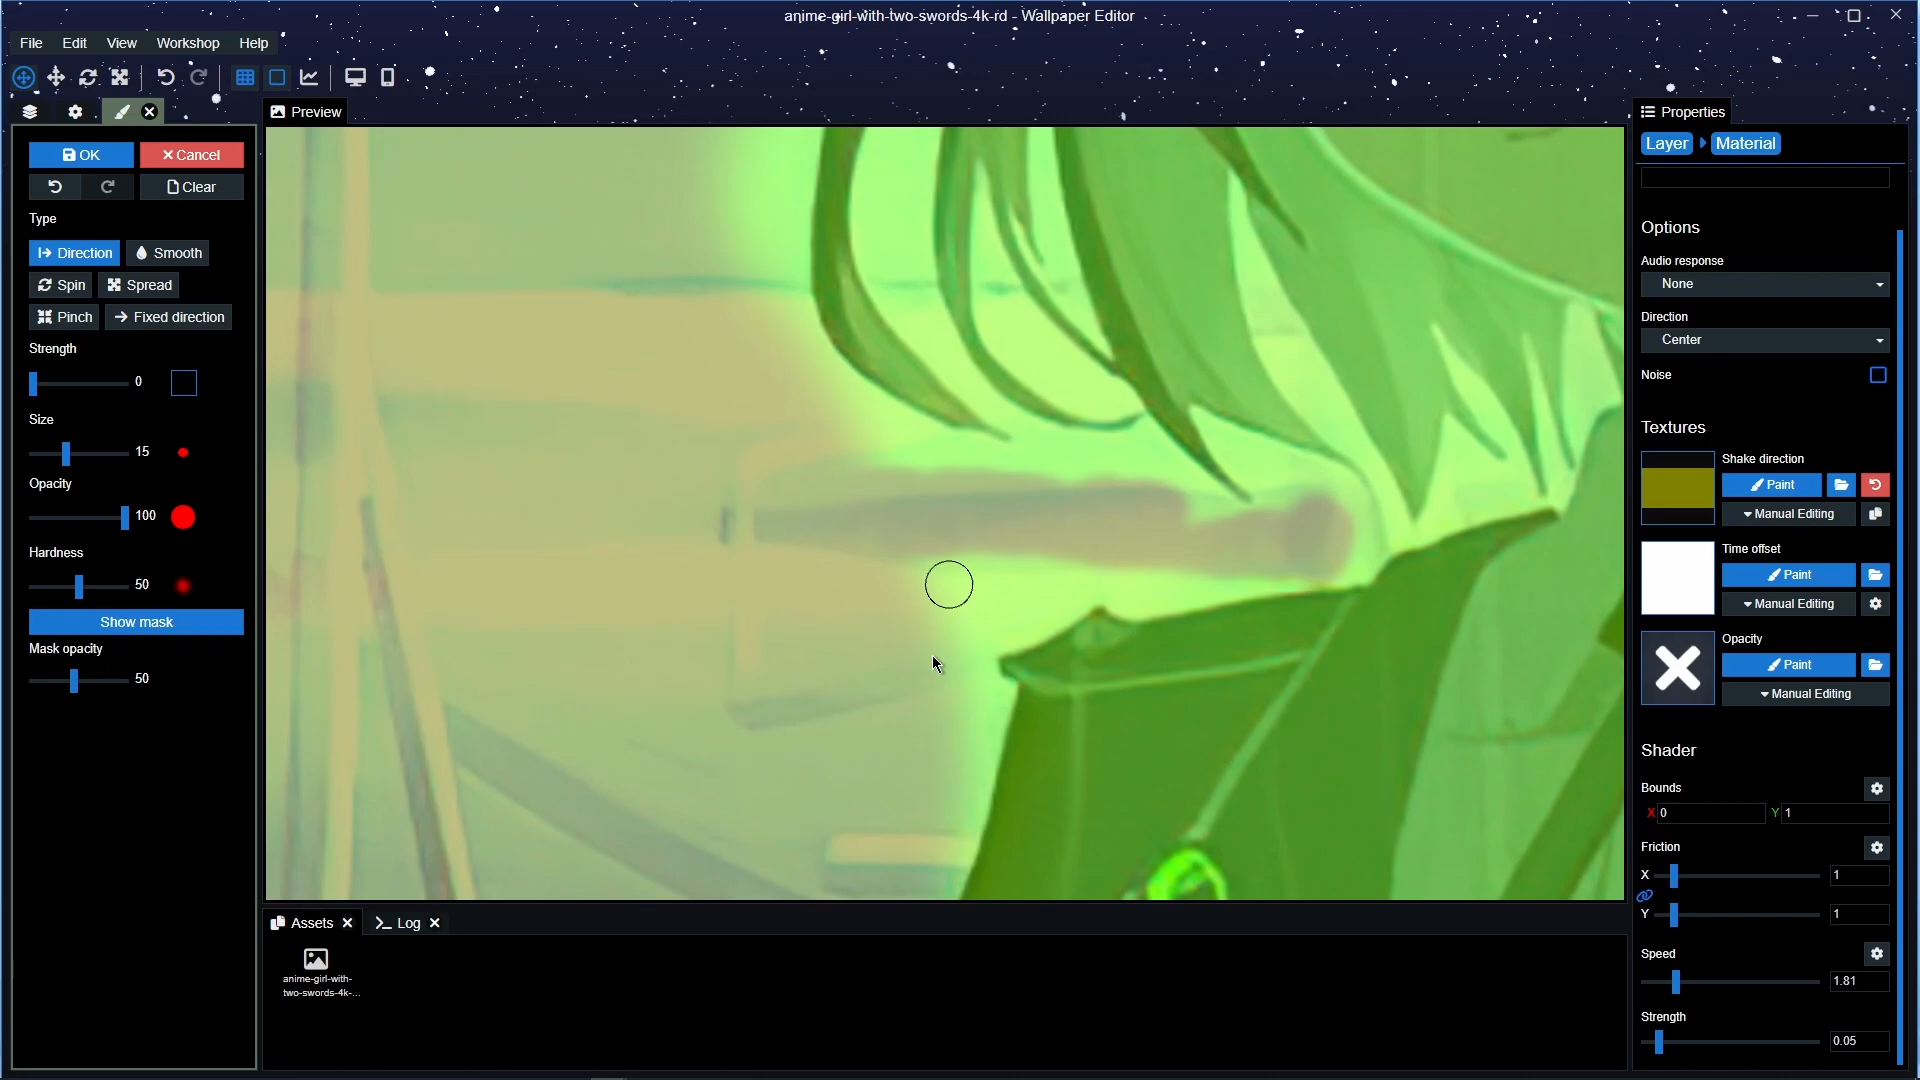 anime-girl-with-two-swords-4k-rd - Wallpaper Editor
File Edit View Workshop Help
Preview
OK Cancel
Clear
Type
Direction Smooth
Spin Spread
Pinch Fixed direction
Strength
0
Size
15
Opacity
100
Hardness
50
Show mask
Mask opacity
50
Assets Log
anime-girl-with-
two-swords-4k-...
Properties
Layer Material
Options
Audio response
None
Direction
Center
Noise
Textures
Shake direction
Paint
Manual Editing
Time offset
Paint
Manual Editing
Opacity
Paint
Manual Editing
Shader
Bounds
X 0 Y 1
Friction
X 1
Y 1
Speed
1.81
Strength
0.05